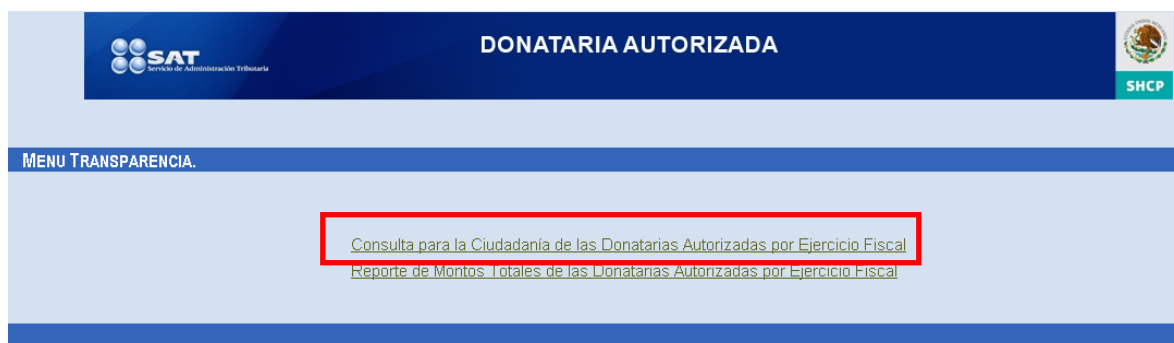 SAT
Servicio de Administración Tributaria
DONATARIA AUTORIZADA
SHCP
MENU TRANSPARENCIA.
Consulta para la Ciudadanía de las Donatarias Autorizadas por Ejercicio Fiscal
Reporte de Montos Totales de las Donatarias Autorizadas por Ejercicio Fiscal